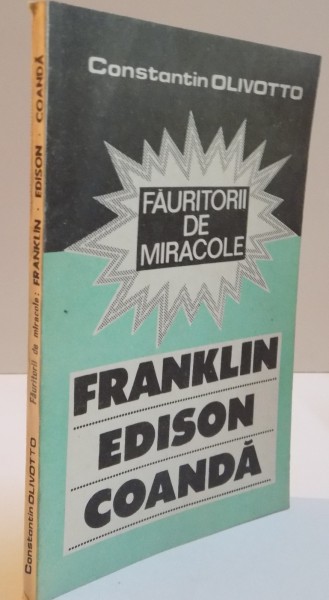 Constantin OLIVOTTO
FĂURITORII
DE
MIRACOLE
FRANKLIN
EDISON
COANDĂ
Constantin OLIVOTTO Făuritorii de miracole: FRANKLIN · EDISON · COANDĂ